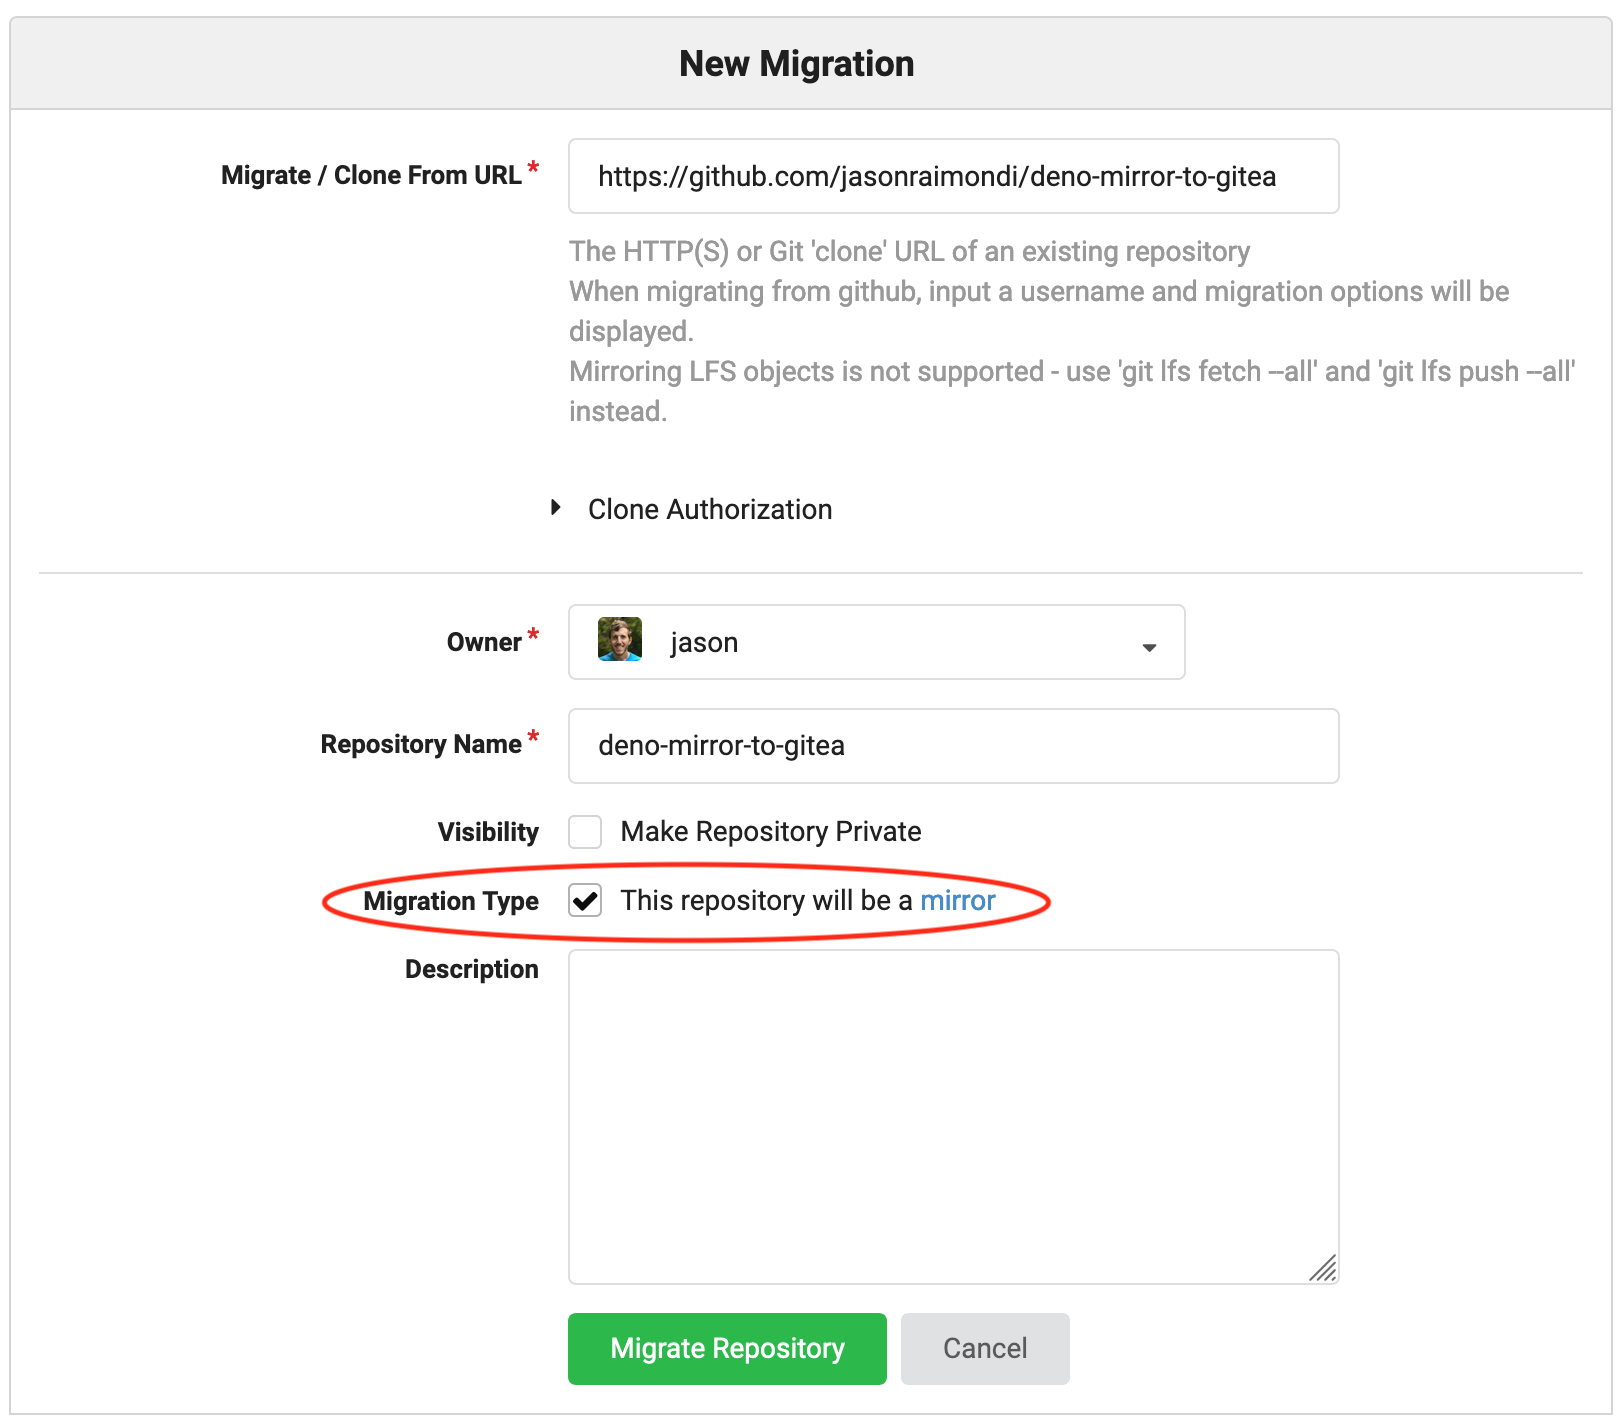 New Migration
Migrate / Clone From URL * https://github.com/jasonraimondi/deno-mirror-to-gitea
The HTTP(S) or Git 'clone' URL of an existing repository
When migrating from github, input a username and migration options will be
displayed.
Mirroring LFS objects is not supported - use 'git lfs fetch --all' and 'git lfs push --all'
instead.
Clone Authorization
Owner * jason
Repository Name * deno-mirror-to-gitea
Visibility Make Repository Private
Migration Type This repository will be a mirror
Description
Migrate Repository Cancel